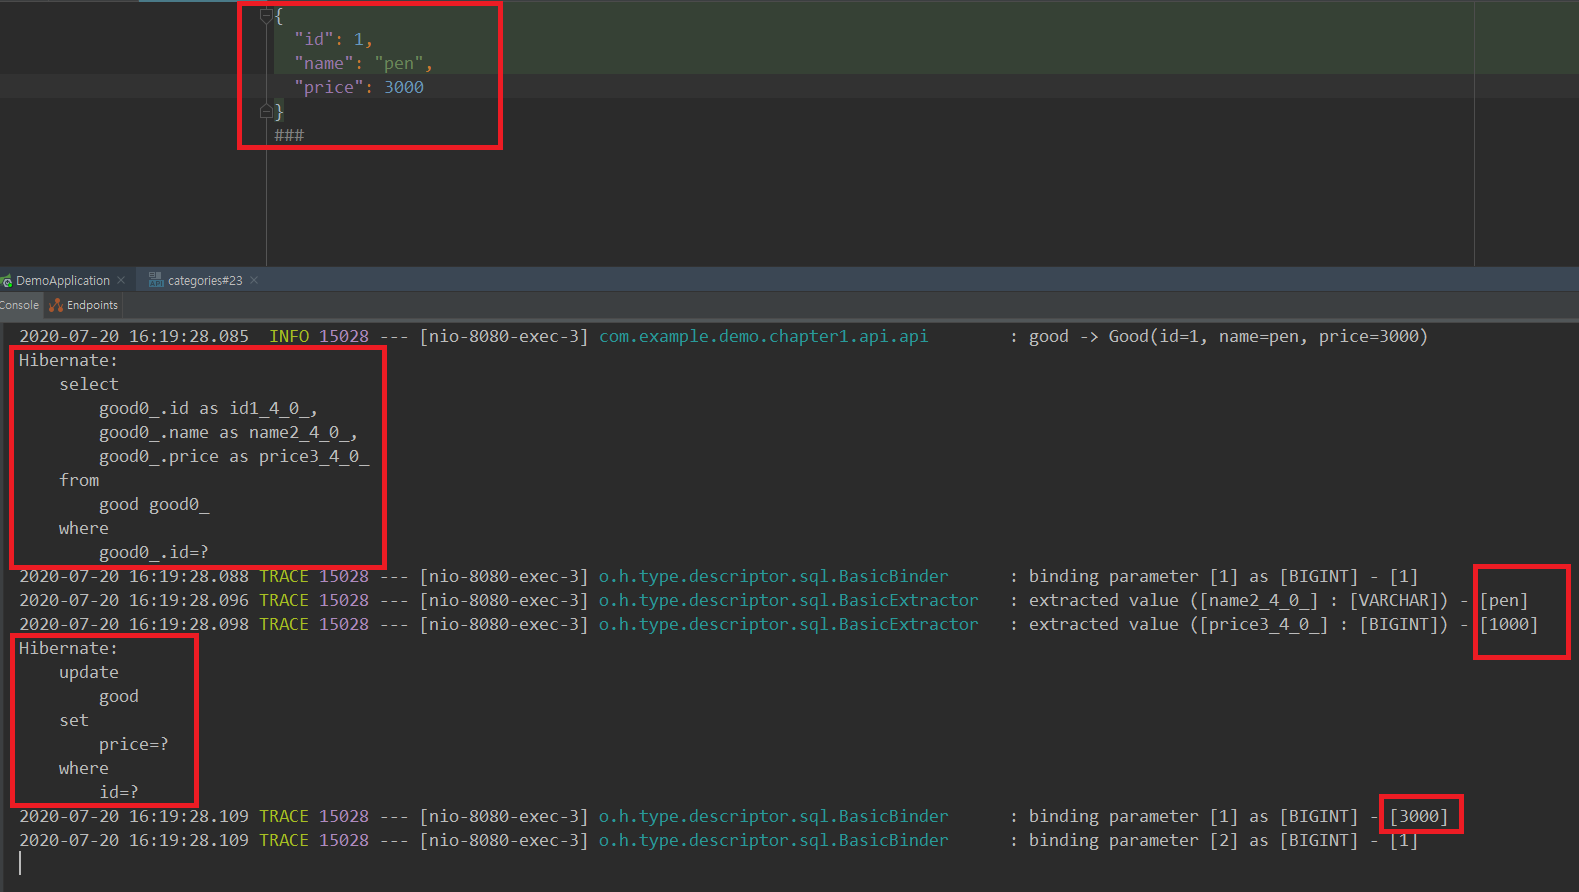 {
"id": 1,
"name": "pen",
"price": 3000
}
###
DemoApplication
categories#23
Console
Endpoints
2020-07-20 16:19:28.085  INFO 15028 --- [nio-8080-exec-3] com.example.demo.chapter1.api.api        : good -> Good(id=1, name=pen, price=3000)
Hibernate:
    select
        good0_.id as id1_4_0_,
        good0_.name as name2_4_0_,
        good0_.price as price3_4_0_
    from
        good good0_
    where
        good0_.id=?
2020-07-20 16:19:28.088 TRACE 15028 --- [nio-8080-exec-3] o.h.type.descriptor.sql.BasicBinder      : binding parameter [1] as [BIGINT] - [1]
2020-07-20 16:19:28.096 TRACE 15028 --- [nio-8080-exec-3] o.h.type.descriptor.sql.BasicExtractor   : extracted value ([name2_4_0_] : [VARCHAR]) - [pen]
2020-07-20 16:19:28.098 TRACE 15028 --- [nio-8080-exec-3] o.h.type.descriptor.sql.BasicExtractor   : extracted value ([price3_4_0_] : [BIGINT]) - [1000]
Hibernate:
    update
        good
    set
        price=?
    where
        id=?
2020-07-20 16:19:28.109 TRACE 15028 --- [nio-8080-exec-3] o.h.type.descriptor.sql.BasicBinder      : binding parameter [1] as [BIGINT] - [3000]
2020-07-20 16:19:28.109 TRACE 15028 --- [nio-8080-exec-3] o.h.type.descriptor.sql.BasicBinder      : binding parameter [2] as [BIGINT] - [1]